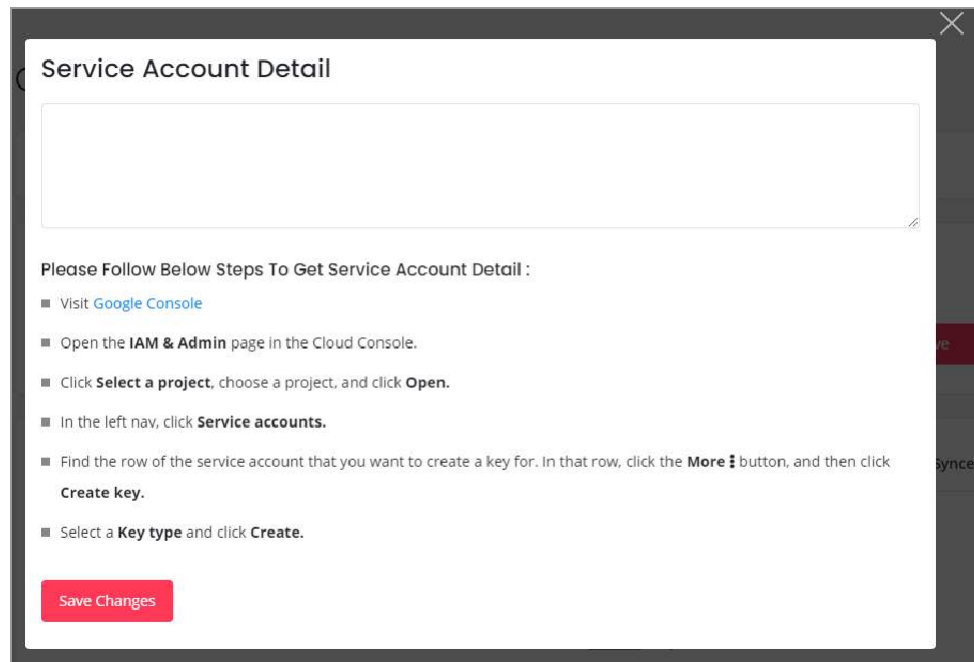 Service Account Detail
Please Follow Below Steps To Get Service Account Detail :
Visit Google Console
Open the IAM & Admin page in the Cloud Console.
Click Select a project, choose a project, and click Open.
In the left nav, click Service accounts.
Find the row of the service account that you want to create a key for. In that row, click the More button, and then click
Create key.
Select a Key type and click Create.
Save Changes